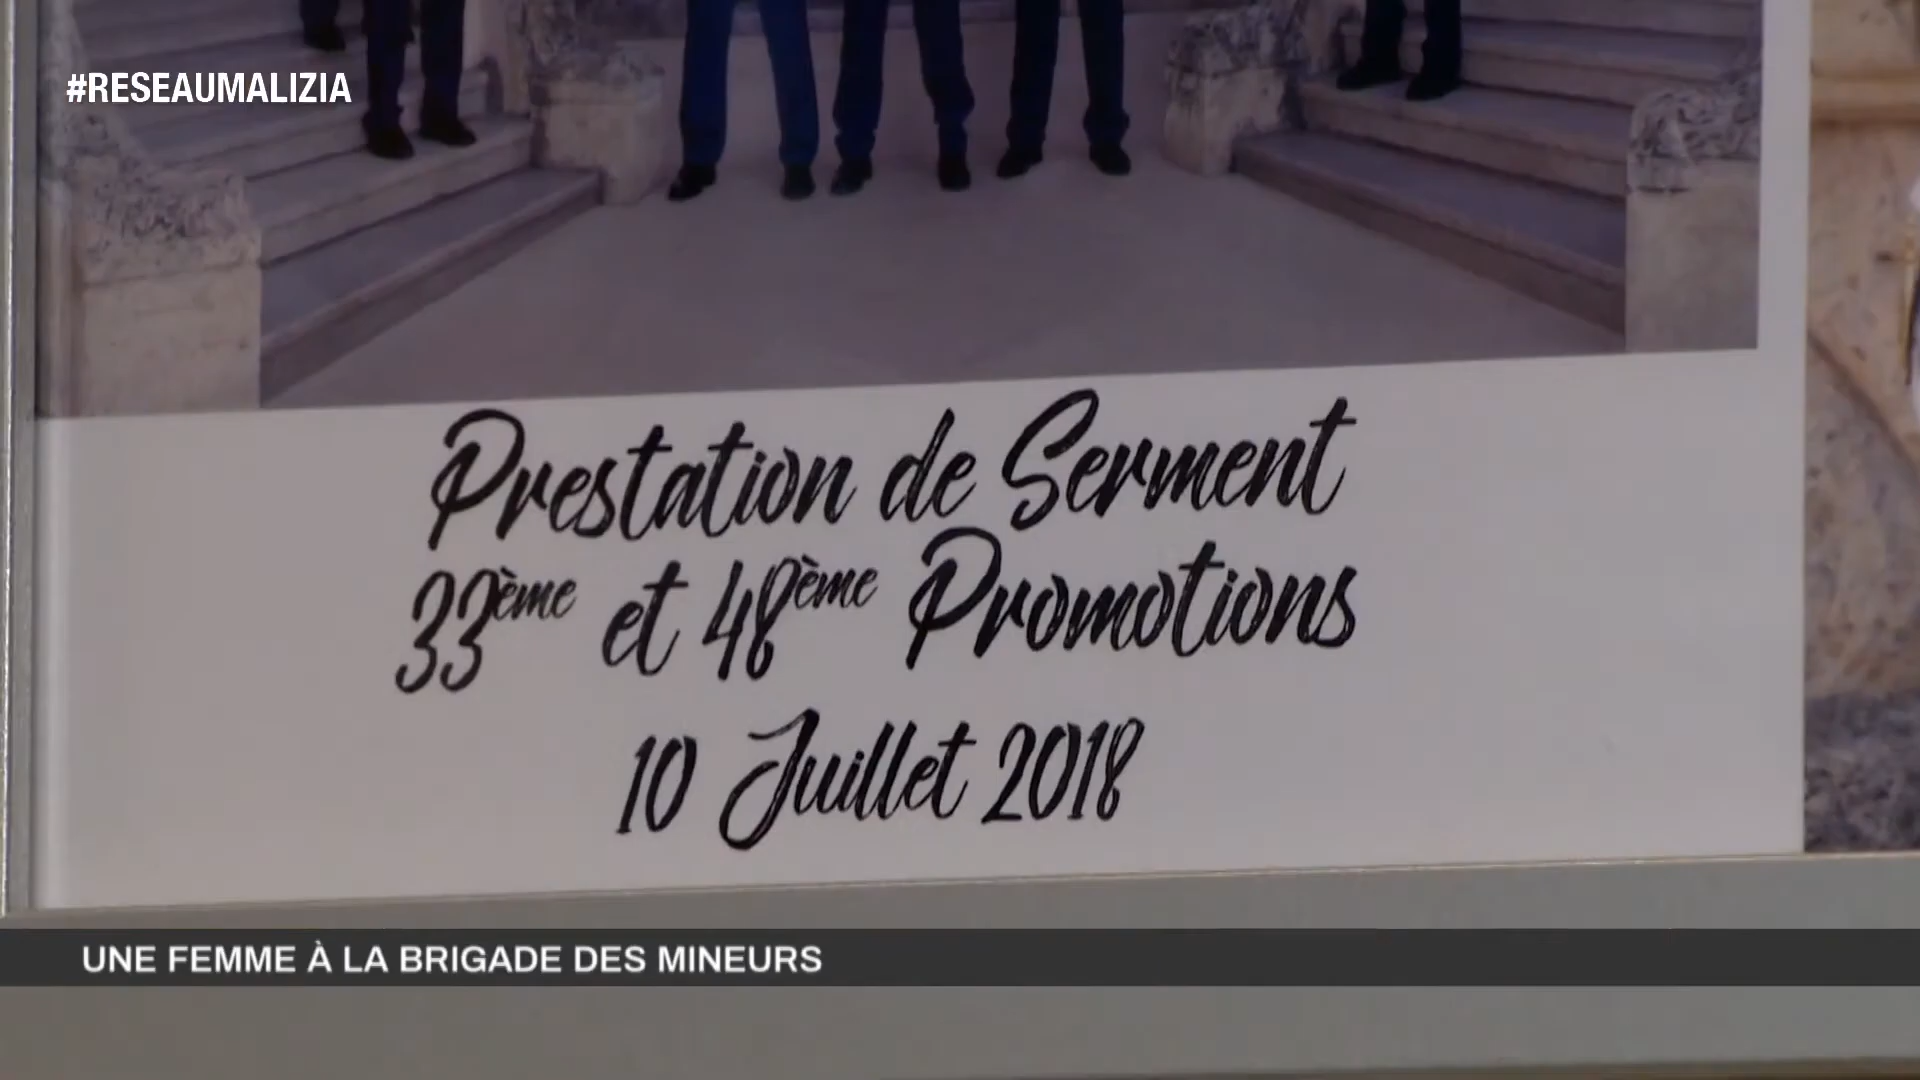 #RESEAUMALIZIA
Prestation de Serment
33ème et 48ème Promotions
10 Juillet 2018
UNE FEMME À LA BRIGADE DES MINEURS